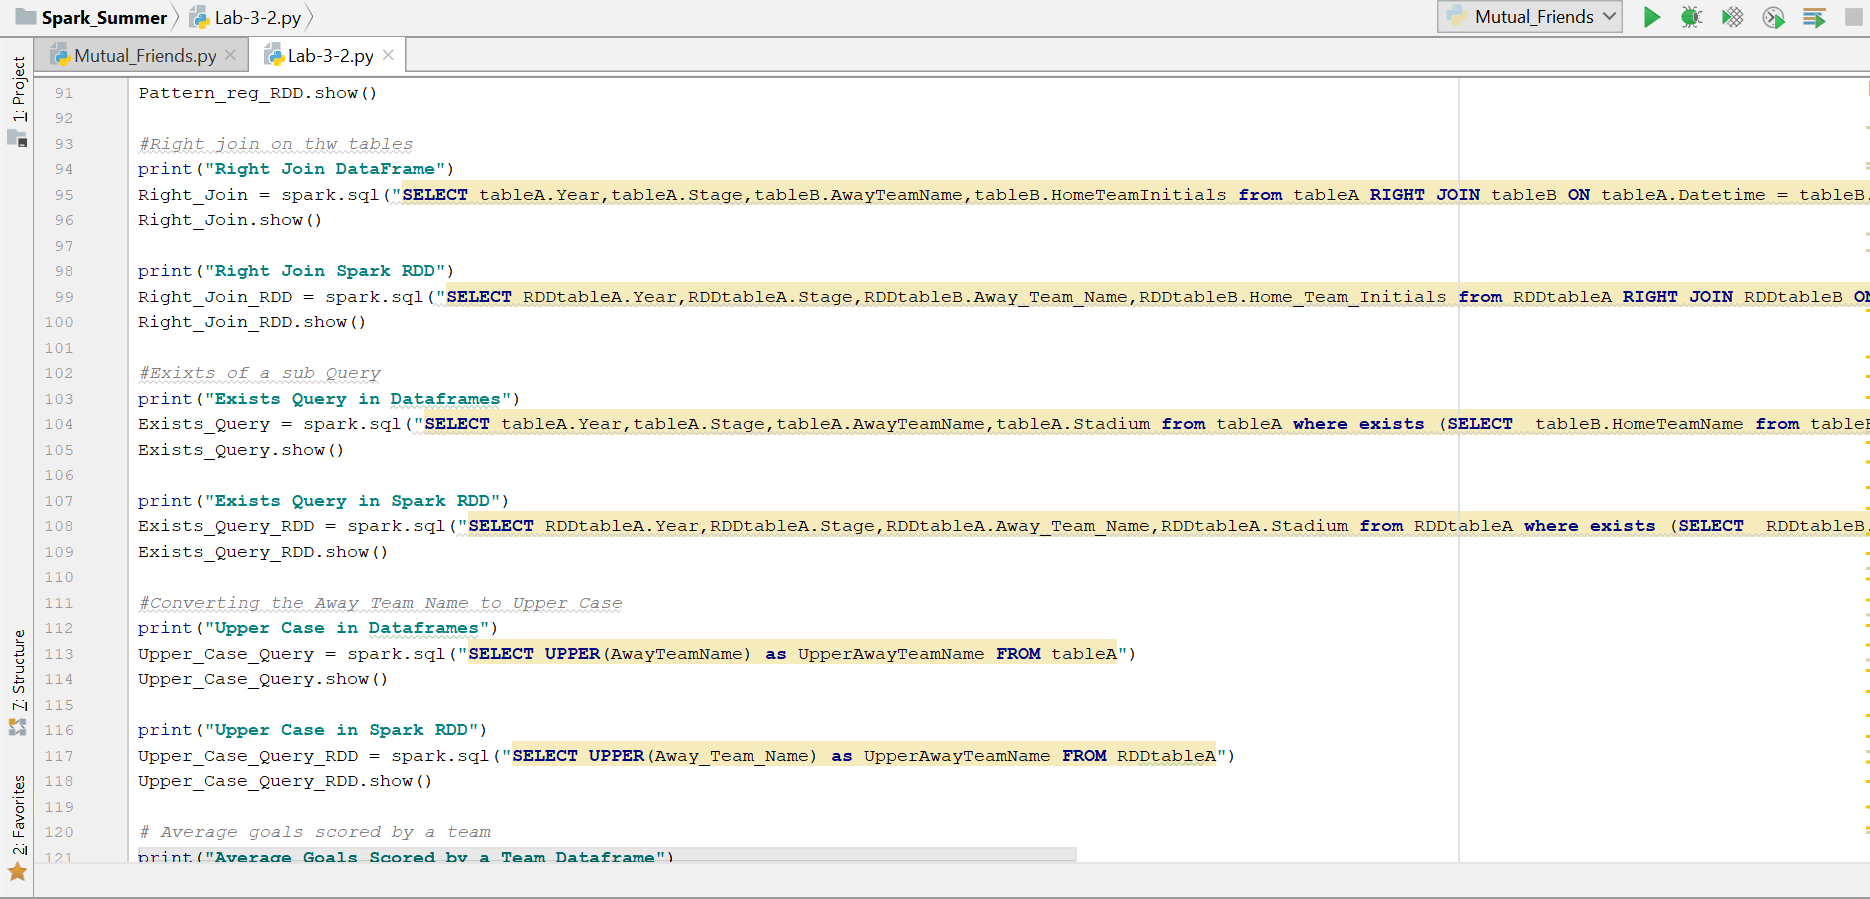 Spark_Summer
Lab-3-2.py
Mutual_Friends
Mutual_Friends.py
Lab-3-2.py
1: Project
7: Structure
2: Favorites
91 Pattern_reg_RDD.show()
92
93 #Right join on thw tables
94 print("Right Join DataFrame")
95 Right_Join = spark.sql("SELECT tableA.Year,tableA.Stage,tableB.AwayTeamName,tableB.HomeTeamInitials from tableA RIGHT JOIN tableB ON tableA.Datetime = tableB.
96 Right_Join.show()
97
98 print("Right Join Spark RDD")
99 Right_Join_RDD = spark.sql("SELECT RDDtableA.Year,RDDtableA.Stage,RDDtableB.Away_Team_Name,RDDtableB.Home_Team_Initials from RDDtableA RIGHT JOIN RDDtableB ON
100 Right_Join_RDD.show()
101
102 #Exixts of a sub Query
103 print("Exists Query in Dataframes")
104 Exists_Query = spark.sql("SELECT tableA.Year,tableA.Stage,tableA.AwayTeamName,tableA.Stadium from tableA where exists (SELECT  tableB.HomeTeamName from tableB
105 Exists_Query.show()
106
107 print("Exists Query in Spark RDD")
108 Exists_Query_RDD = spark.sql("SELECT RDDtableA.Year,RDDtableA.Stage,RDDtableA.Away_Team_Name,RDDtableA.Stadium from RDDtableA where exists (SELECT  RDDtableB.
109 Exists_Query_RDD.show()
110
111 #Converting the Away Team Name to Upper Case
112 print("Upper Case in Dataframes")
113 Upper_Case_Query = spark.sql("SELECT UPPER(AwayTeamName) as UpperAwayTeamName FROM tableA")
114 Upper_Case_Query.show()
115
116 print("Upper Case in Spark RDD")
117 Upper_Case_Query_RDD = spark.sql("SELECT UPPER(Away_Team_Name) as UpperAwayTeamName FROM RDDtableA")
118 Upper_Case_Query_RDD.show()
119
120 # Average goals scored by a team
121 print("Average Goals Scored by a Team Dataframe")